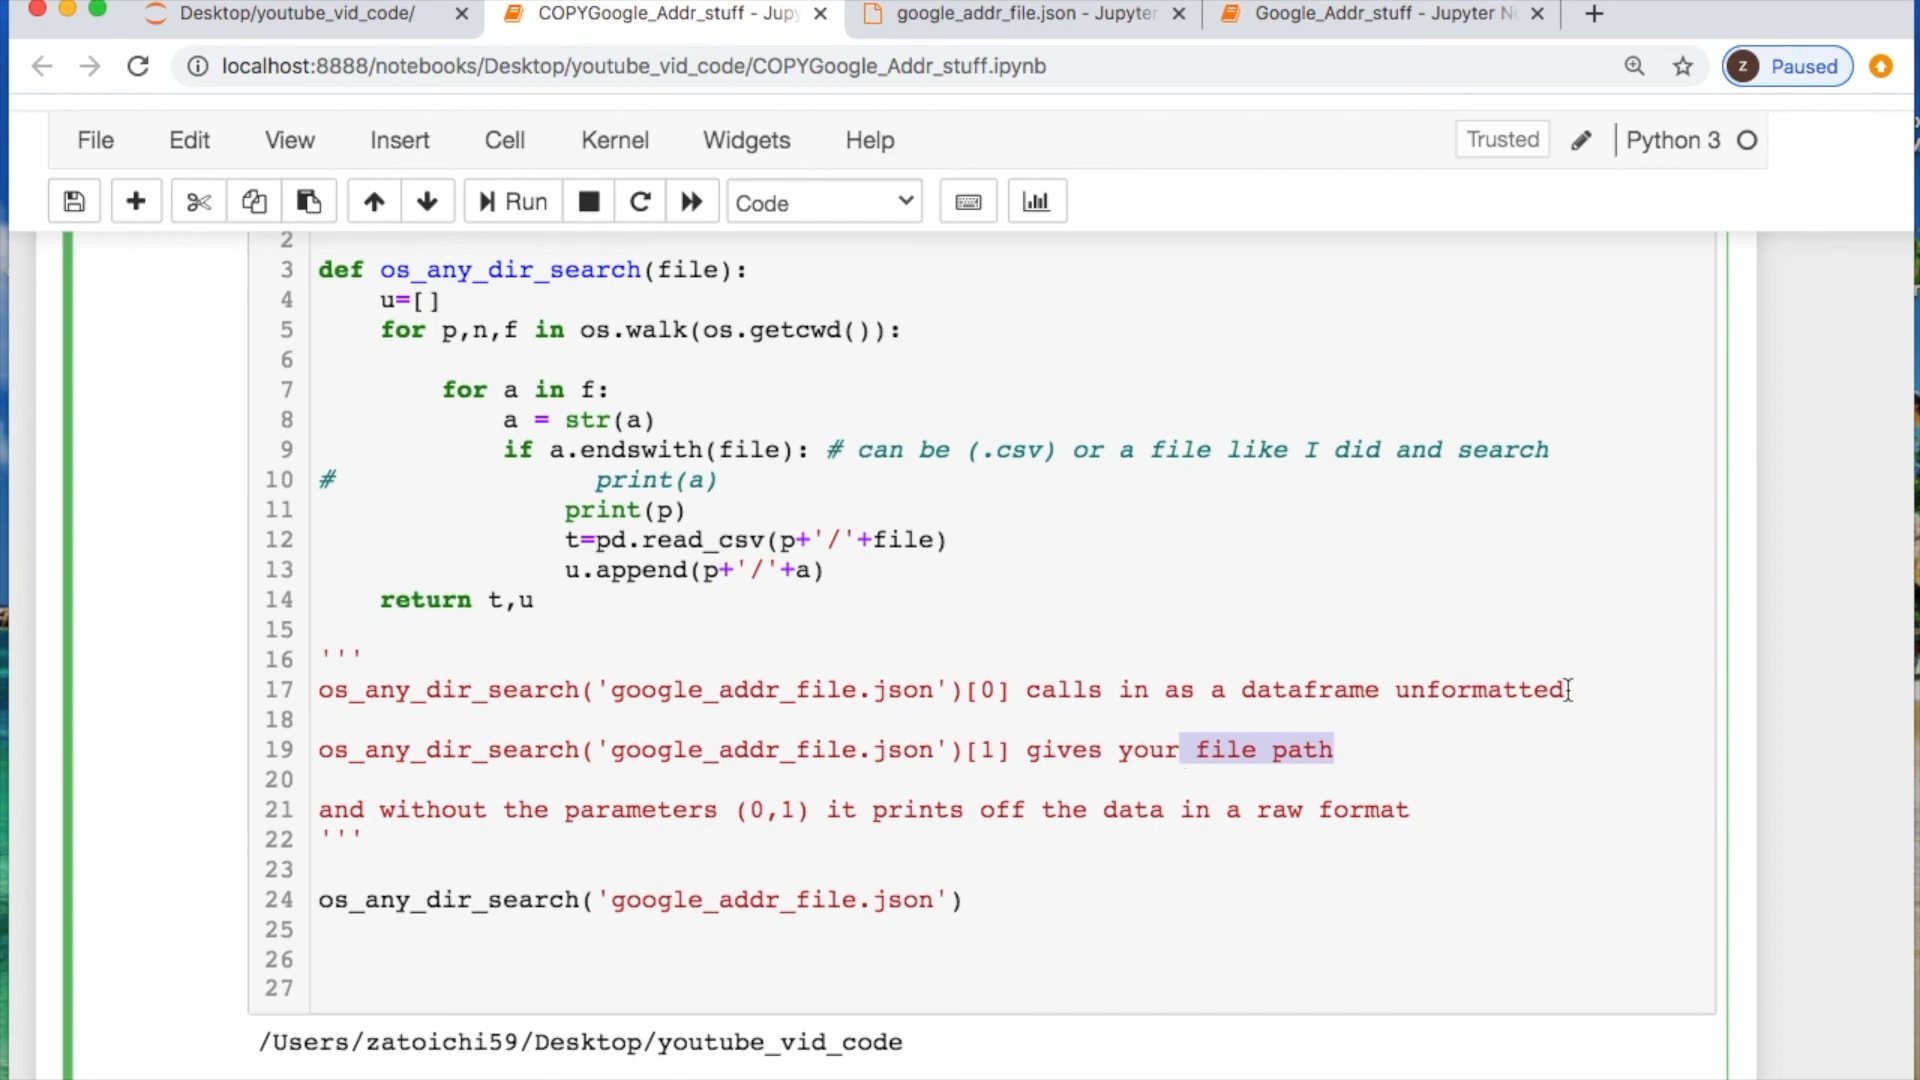 Desktop/youtube_vid_code/
COPYGoogle_Addr_stuff - Jupy
google_addr_file.json - Jupyter
Google_Addr_stuff - Jupyter N
localhost:8888/notebooks/Desktop/youtube_vid_code/COPYGoogle_Addr_stuff.ipynb
z Paused
File Edit View Insert Cell Kernel Widgets Help Trusted Python 3
Run Code
2
3 def os_any_dir_search(file):
4 u=[]
5 for p,n,f in os.walk(os.getcwd()):
6
7 for a in f:
8 a = str(a)
9 if a.endswith(file): # can be (.csv) or a file like I did and search
10 # print(a)
11 print(p)
12 t=pd.read_csv(p+'/'+file)
13 u.append(p+'/'+a)
14 return t,u
15
16 '''
17 os_any_dir_search('google_addr_file.json')[0] calls in as a dataframe unformatted
18
19 os_any_dir_search('google_addr_file.json')[1] gives your file path
20
21 and without the parameters (0,1) it prints off the data in a raw format
22 '''
23
24 os_any_dir_search('google_addr_file.json')
25
26
27
/Users/zatoichi59/Desktop/youtube_vid_code